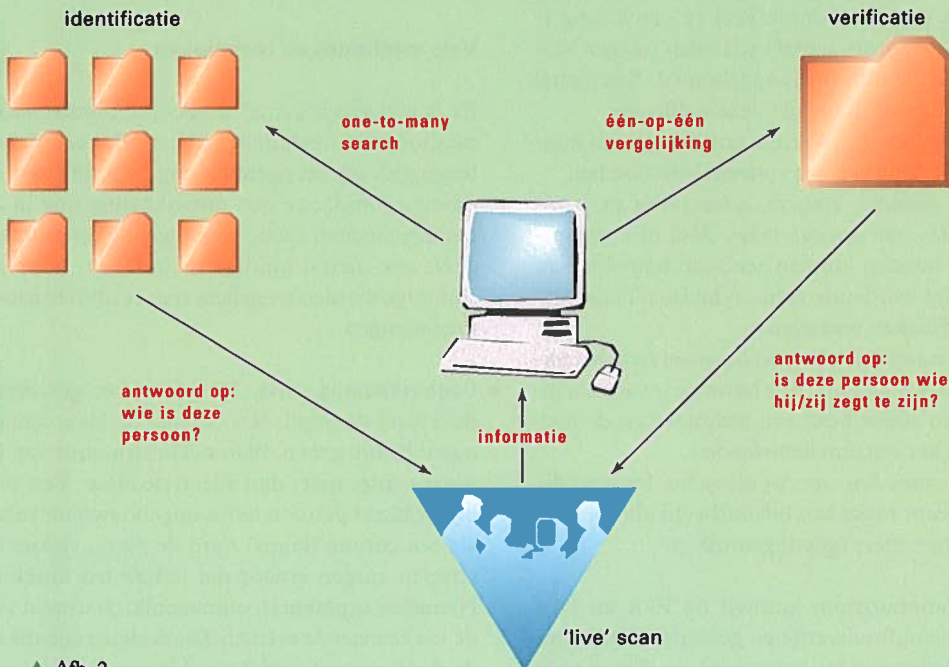 identificatie
verificatie
one-to-many
search
één-op-één
vergelijking
antwoord op:
wie is deze
persoon?
informatie
antwoord op:
is deze persoon wie
hij/zij zegt te zijn?
'live' scan
▲ Afb. 2